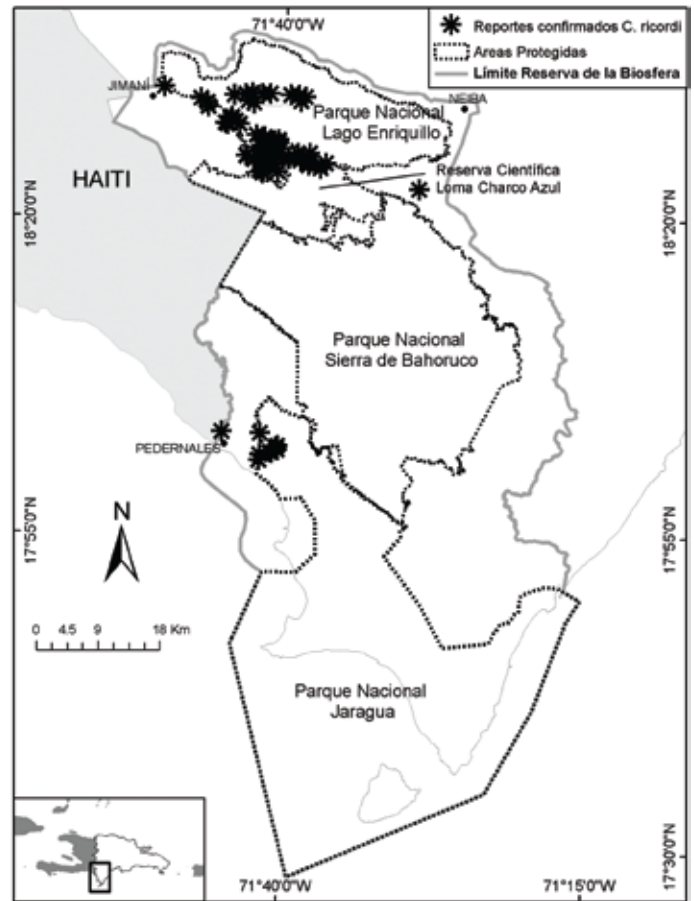 71°40'0"W
Reportes confirmados C. ricordi
Areas Protegidas
Límite Reserva de la Biosfera
JIMANÍ
NEIBA
Parque Nacional
Lago Enriquillo
HAITI
Reserva Científica
Loma Charco Azul
18°20'0"N
18°20'0"N
Parque Nacional
Sierra de Bahoruco
PEDERNALES
N
17°55'0"N
17°55'0"N
0 4.5 9 18 Km
Parque Nacional
Jaragua
17°30'0"N
71°40'0"W
71°15'0"W